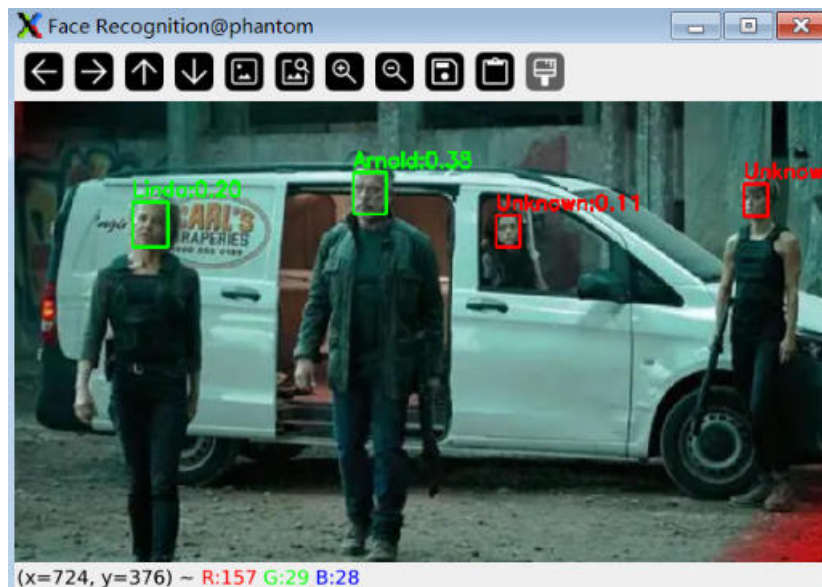 Face Recognition@phantom
Linda:0.20
Arnold:0.38
Unknown:0.11
Unknow
CARL'S
RAPERIES
(x=724, y=376) ~ R:157 G:29 B:28